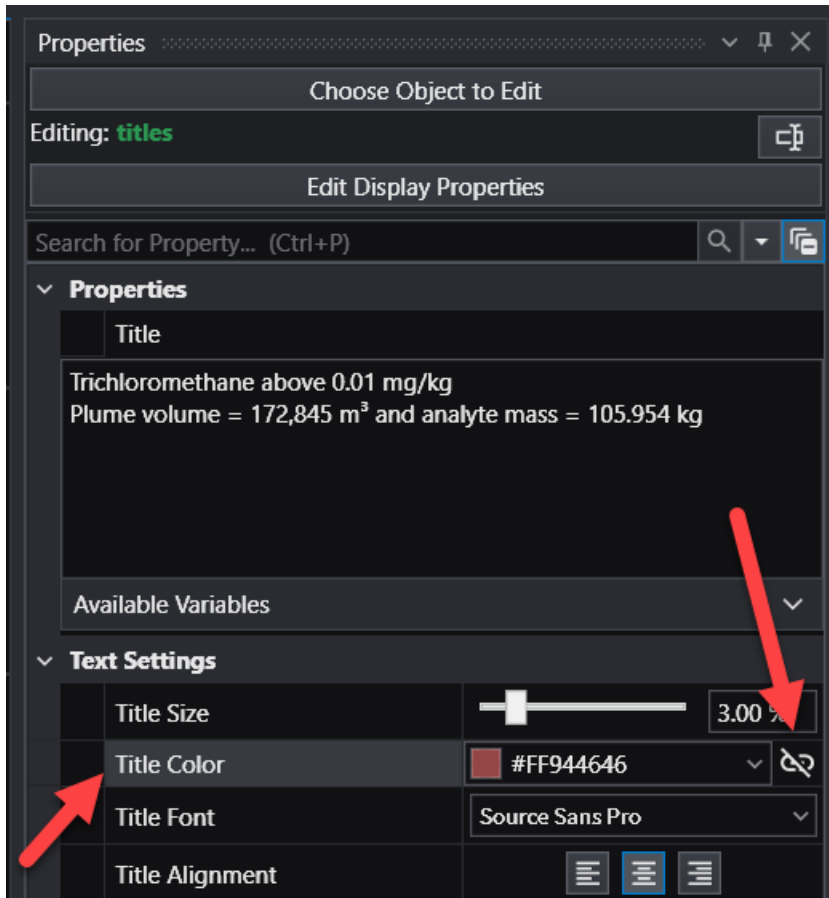 Properties
Choose Object to Edit
Editing: titles
Edit Display Properties
Search for Property... (Ctrl+P)
Properties
Title
Trichloromethane above 0.01 mg/kg
Plume volume = 172,845 m³ and analyte mass = 105.954 kg
Available Variables
Text Settings
Title Size 3.00 %
Title Color #FF944646
Title Font Source Sans Pro
Title Alignment